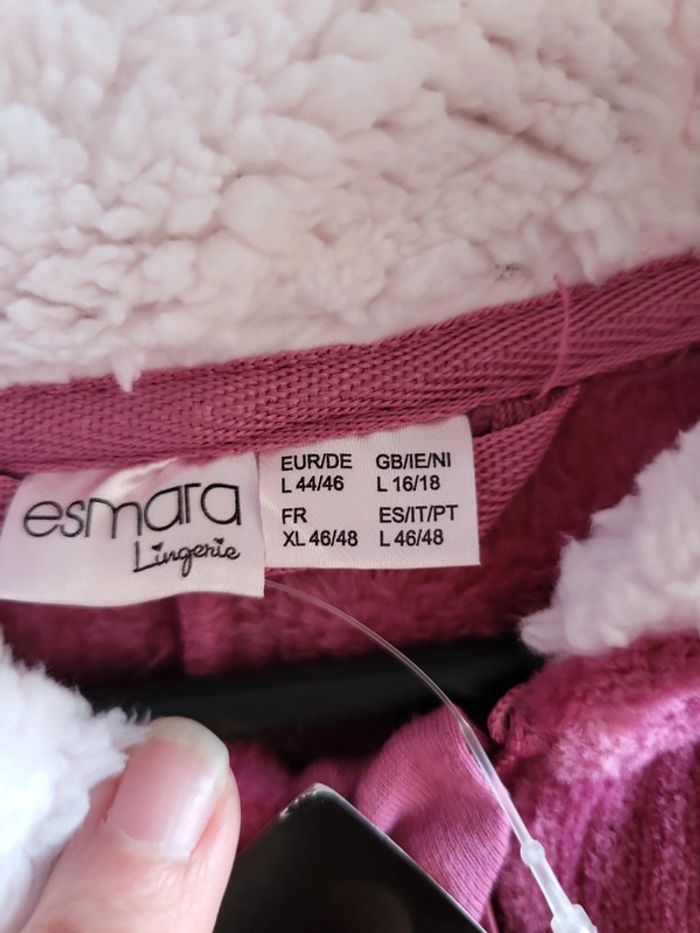 esmara
Lingerie
EUR/DE GB/IE/NI
L 44/46 L 16/18
FR ES/IT/PT
XL 46/48 L 46/48